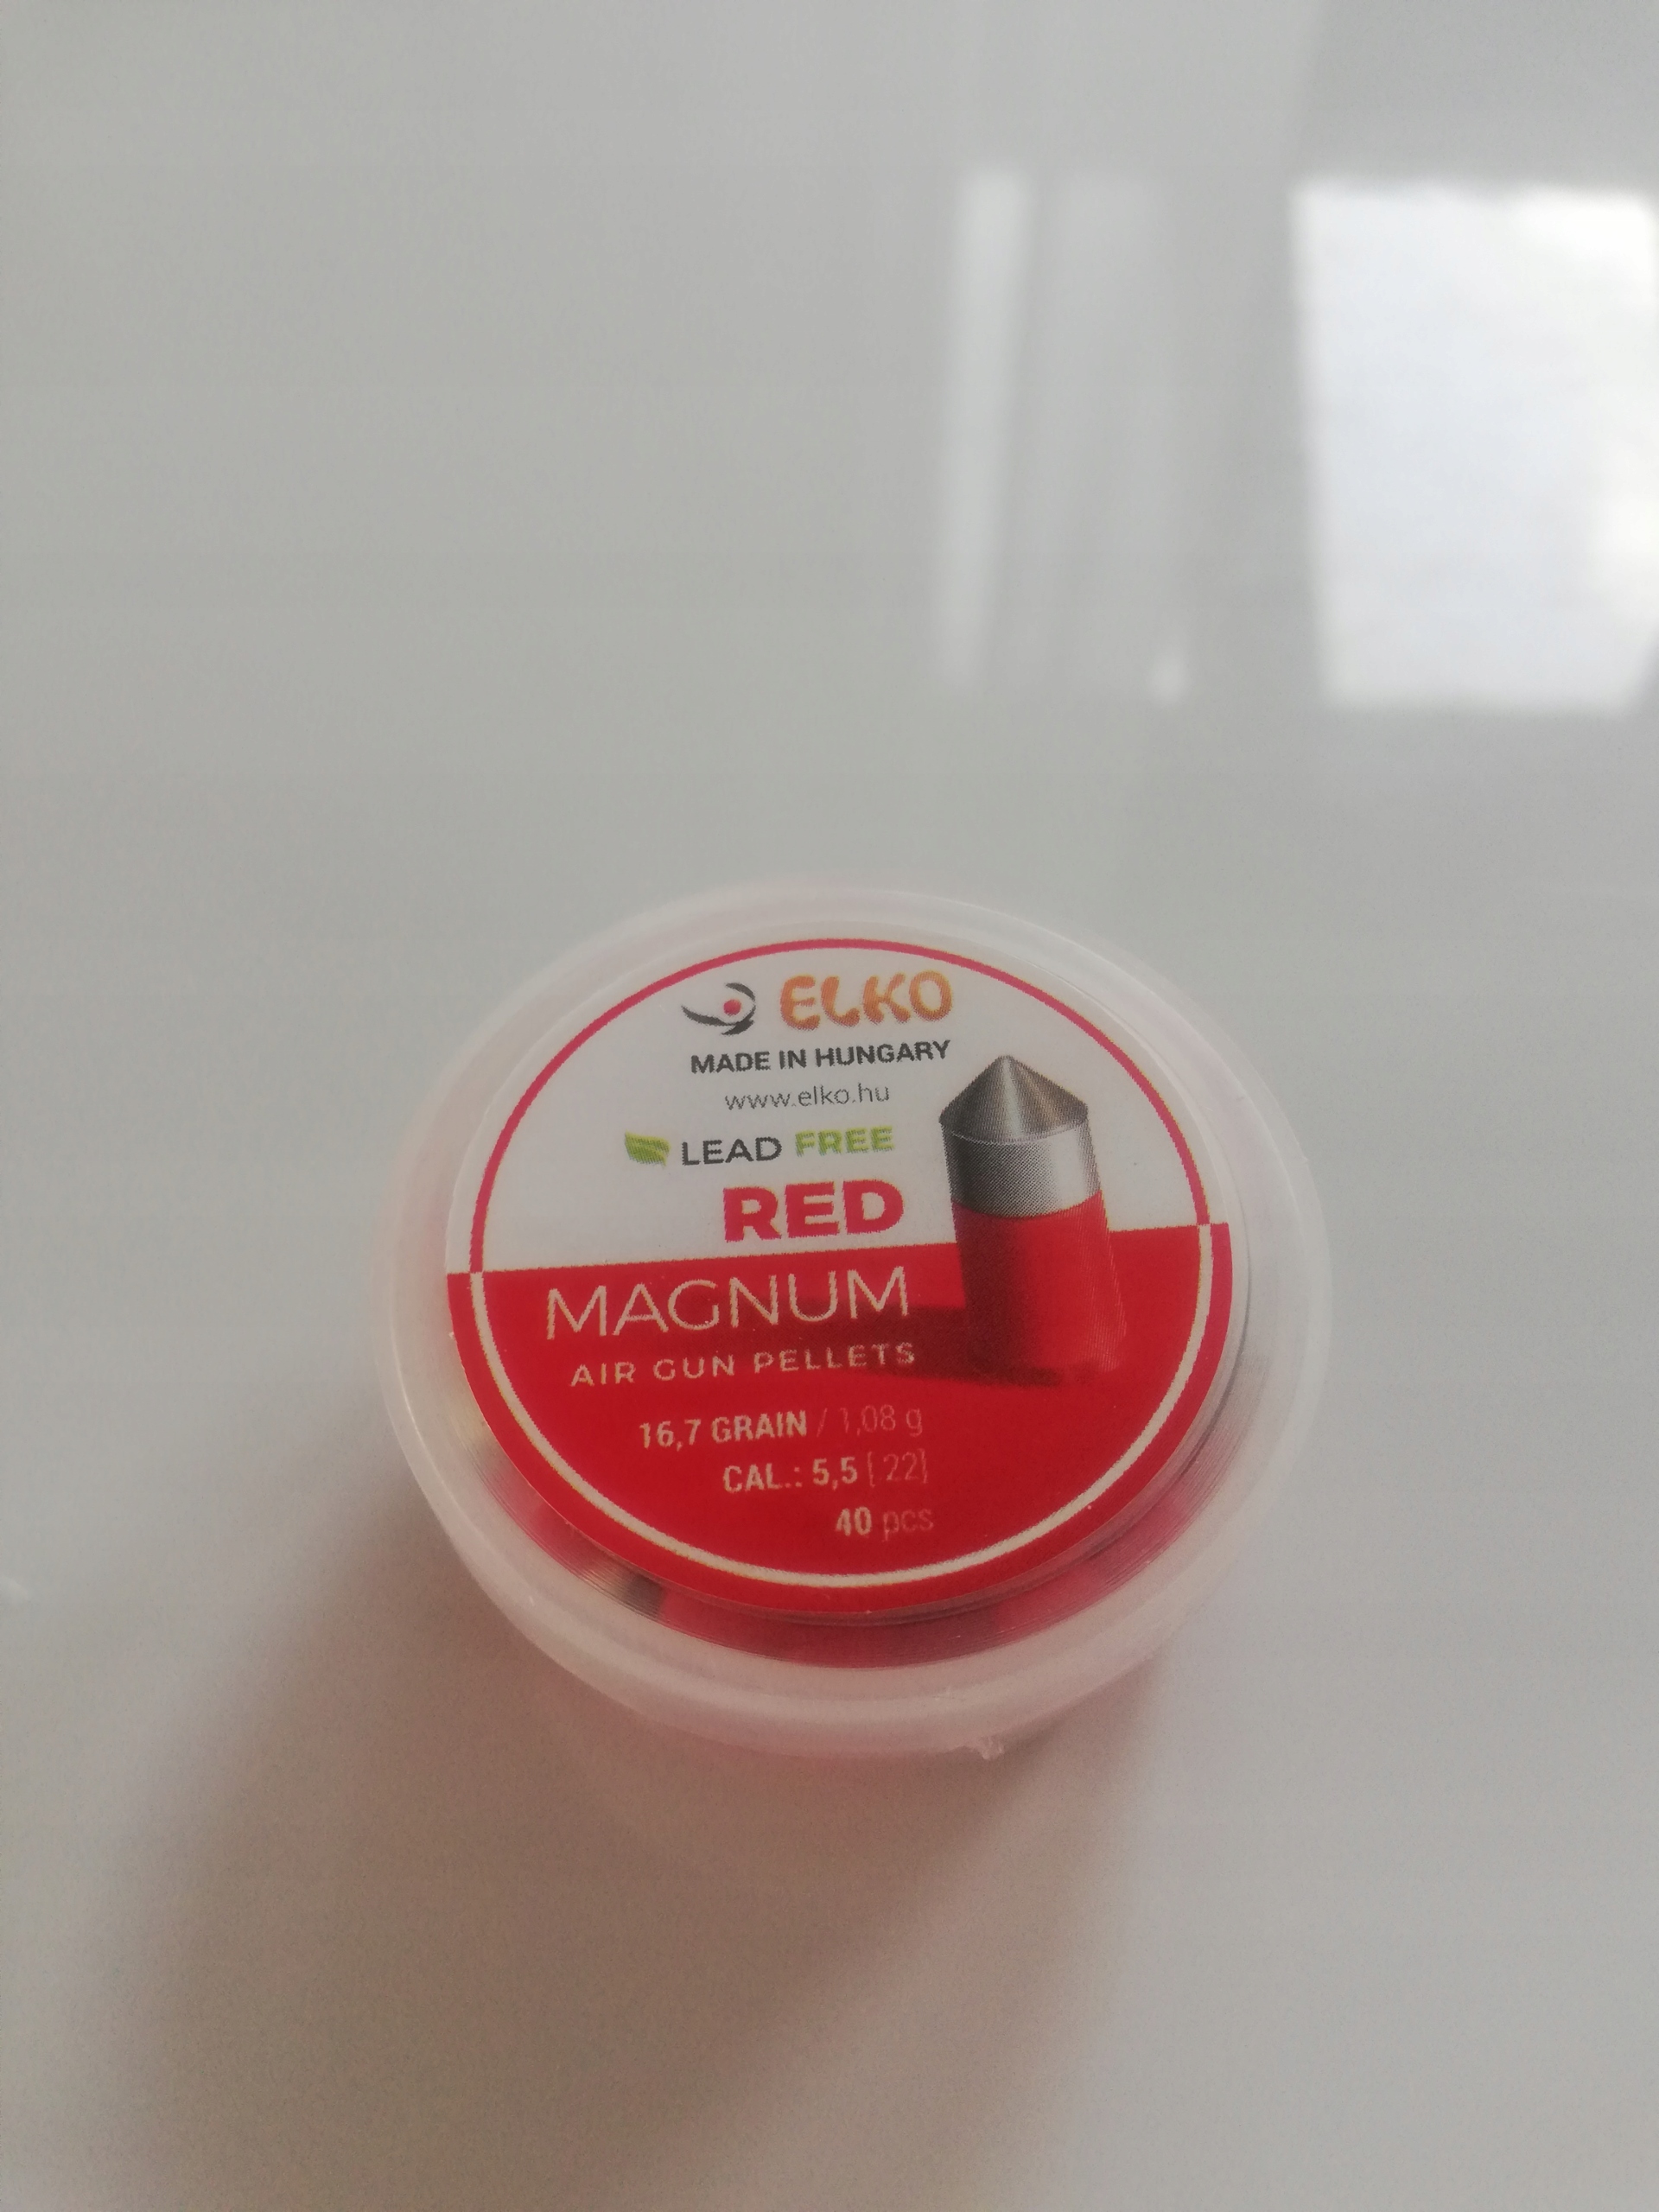 ELKO
MADE IN HUNGARY
www.elko.hu
LEAD FREE
RED
MAGNUM
AIR GUN PELLETS
16,7 GRAIN / 1,08 g
CAL.: 5,5 [.22]
40 pcs